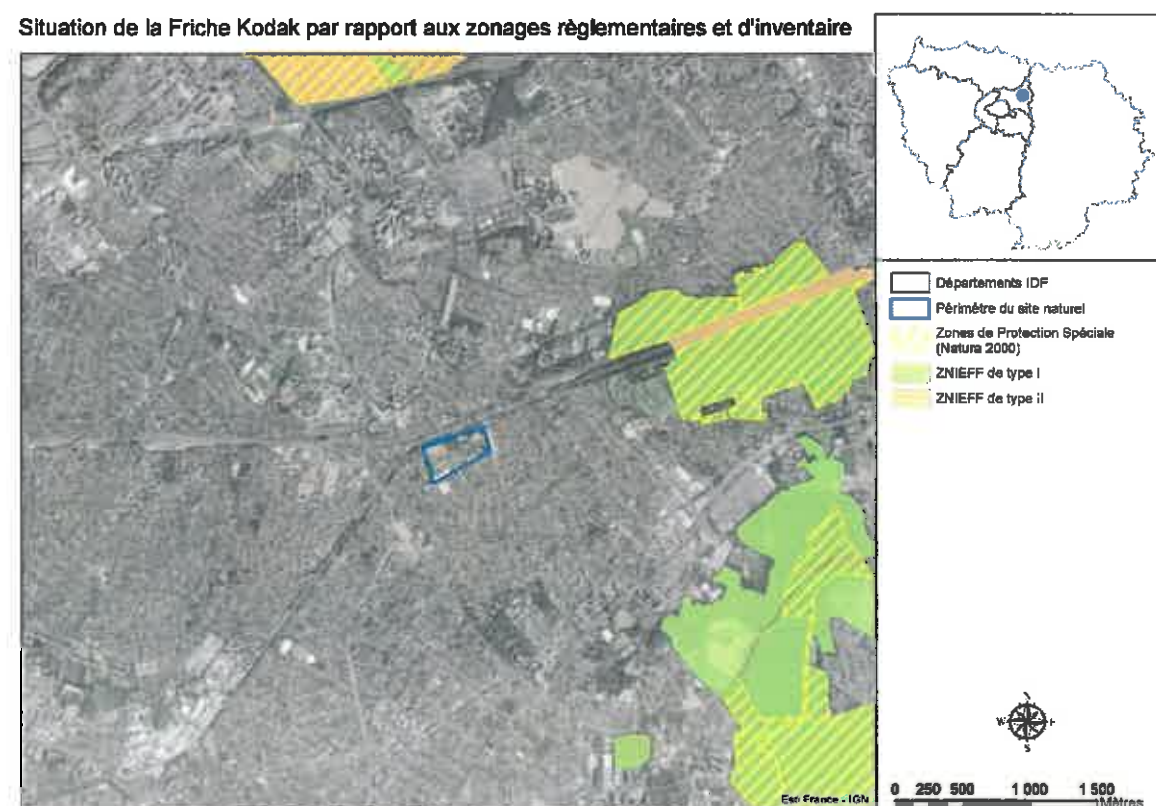 Situation de la Friche Kodak par rapport aux zonages règlementaires et d'inventaire
Départements IDF
Périmètre du site naturel
Zones de Protection Spéciale
(Natura 2000)
ZNIEFF de type I
ZNIEFF de type II
N
W E
S
0 250 500 1 000 1 500
Mètres
Esri France - IGN